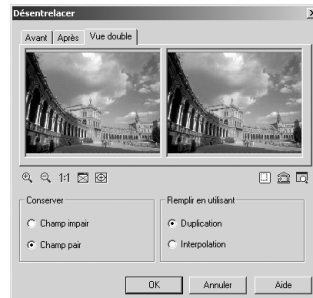 Désentrelacer
Avant Après Vue double
1:1
Conserver
Champ impair
Champ pair
Remplir en utilisant
Duplication
Interpolation
OK Annuler Aide